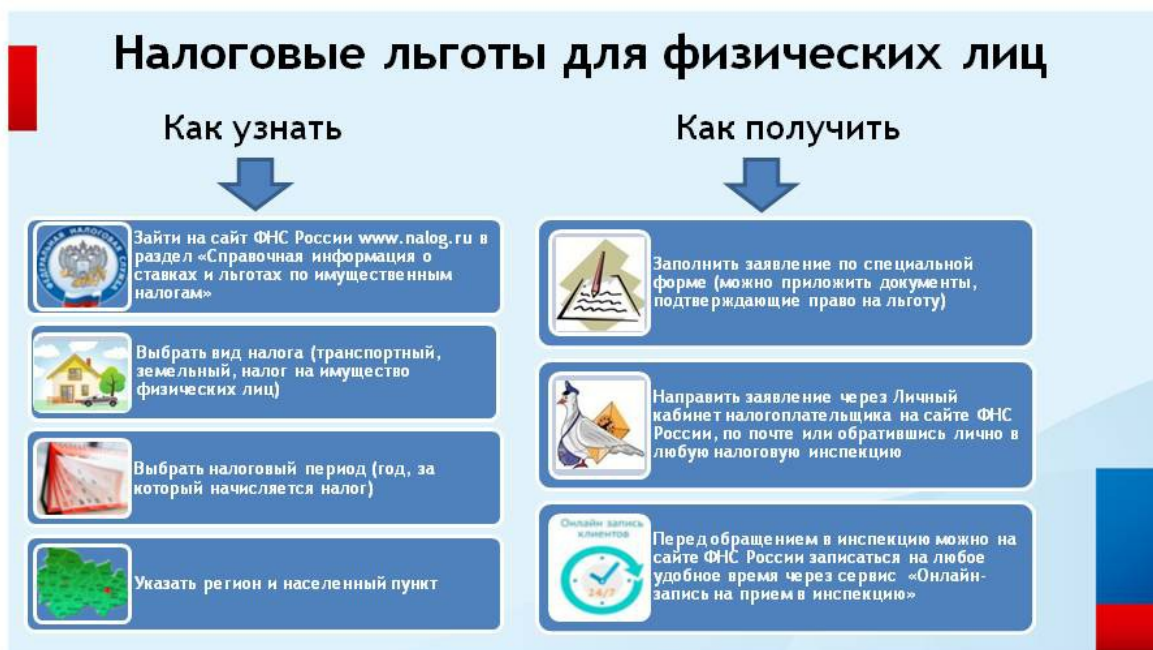 Налоговые льготы для физических лиц
Как узнать
Зайти на сайт ФНС России www.nalog.ru в
раздел «Справочная информация о
ставках и льготах по имущественным
налогам»
Выбрать вид налога (транспортный,
земельный, налог на имущество
физических лиц)
Выбрать налоговый период (год, за
который начисляется налог)
Указать регион и населенный пункт
Как получить
Заполнить заявление по специальной
форме (можно приложить документы,
подтверждающие право на льготу)
Направить заявление через Личный
кабинет налогоплательщика на сайте ФНС
России, по почте или обратившись лично в
любую налоговую инспекцию
Онлайн запись
клиентов
24/7
Перед обращением в инспекцию можно на
сайте ФНС России записаться на любое
удобное время через сервис «Онлайн-
запись на прием в инспекцию»